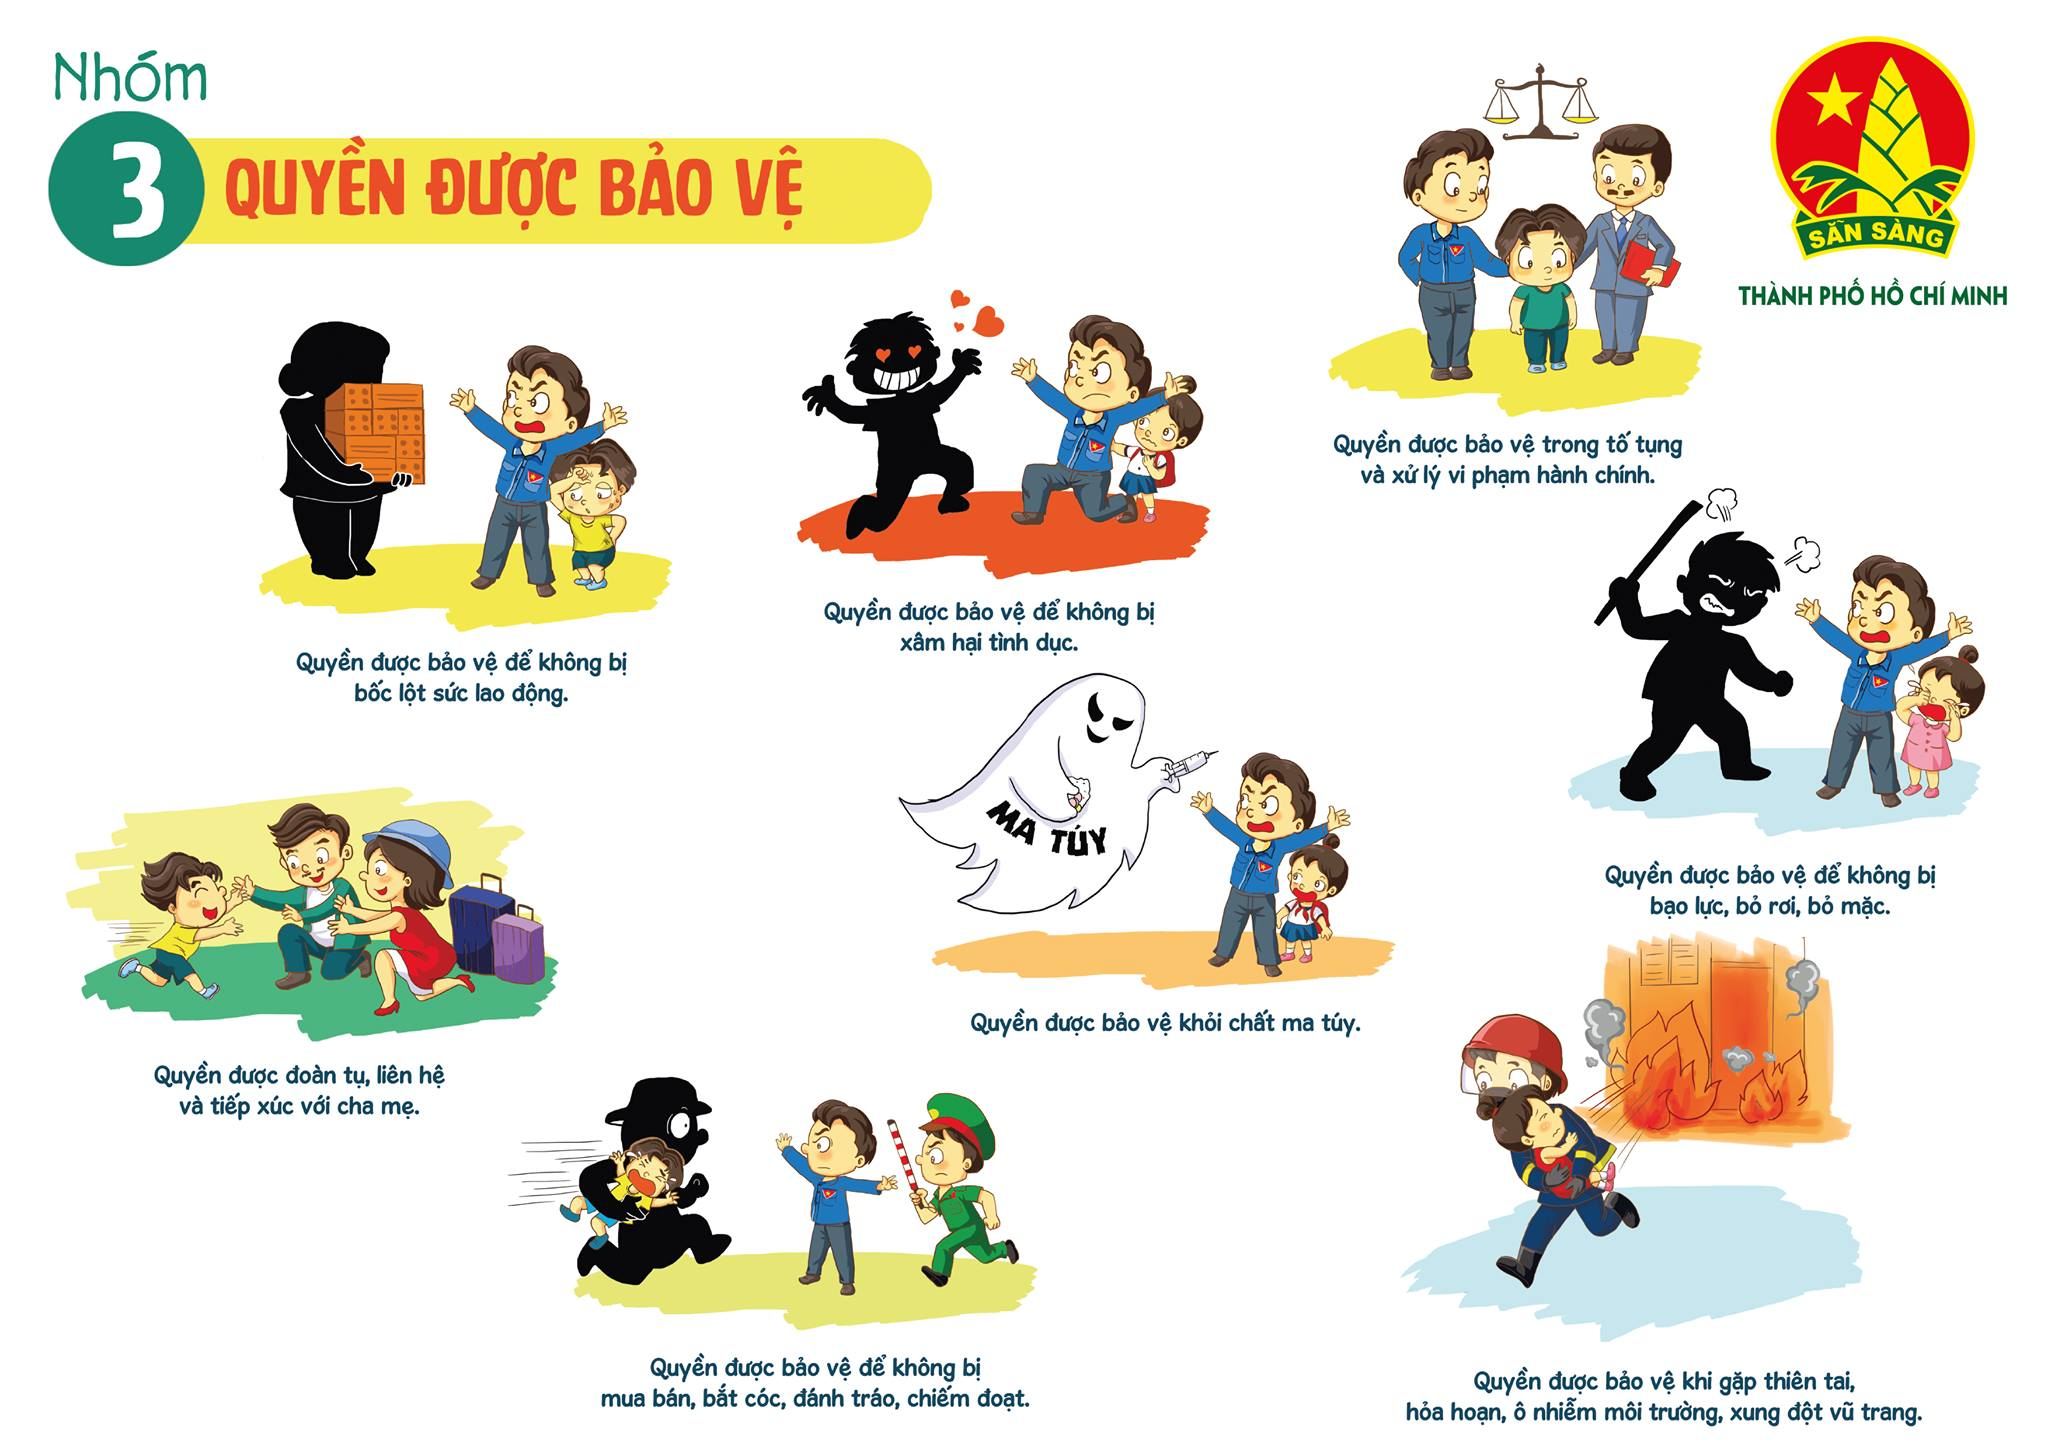 Nhóm
3
QUYỀN ĐƯỢC BẢO VỆ
SẴN SÀNG
THÀNH PHỐ HỒ CHÍ MINH
Quyền được bảo vệ trong tố tụng
và xử lý vi phạm hành chính.
Quyền được bảo vệ để không bị
xâm hại tình dục.
Quyền được bảo vệ để không bị
bốc lột sức lao động.
MA TÚY
Quyền được bảo vệ để không bị
bạo lực, bỏ rơi, bỏ mặc.
Quyền được bảo vệ khỏi chất ma túy.
Quyền được đoàn tụ, liên hệ
và tiếp xúc với cha mẹ.
Quyền được bảo vệ để không bị
mua bán, bắt cóc, đánh tráo, chiếm đoạt.
Quyền được bảo vệ khi gặp thiên tai,
hỏa hoạn, ô nhiễm môi trường, xung đột vũ trang.